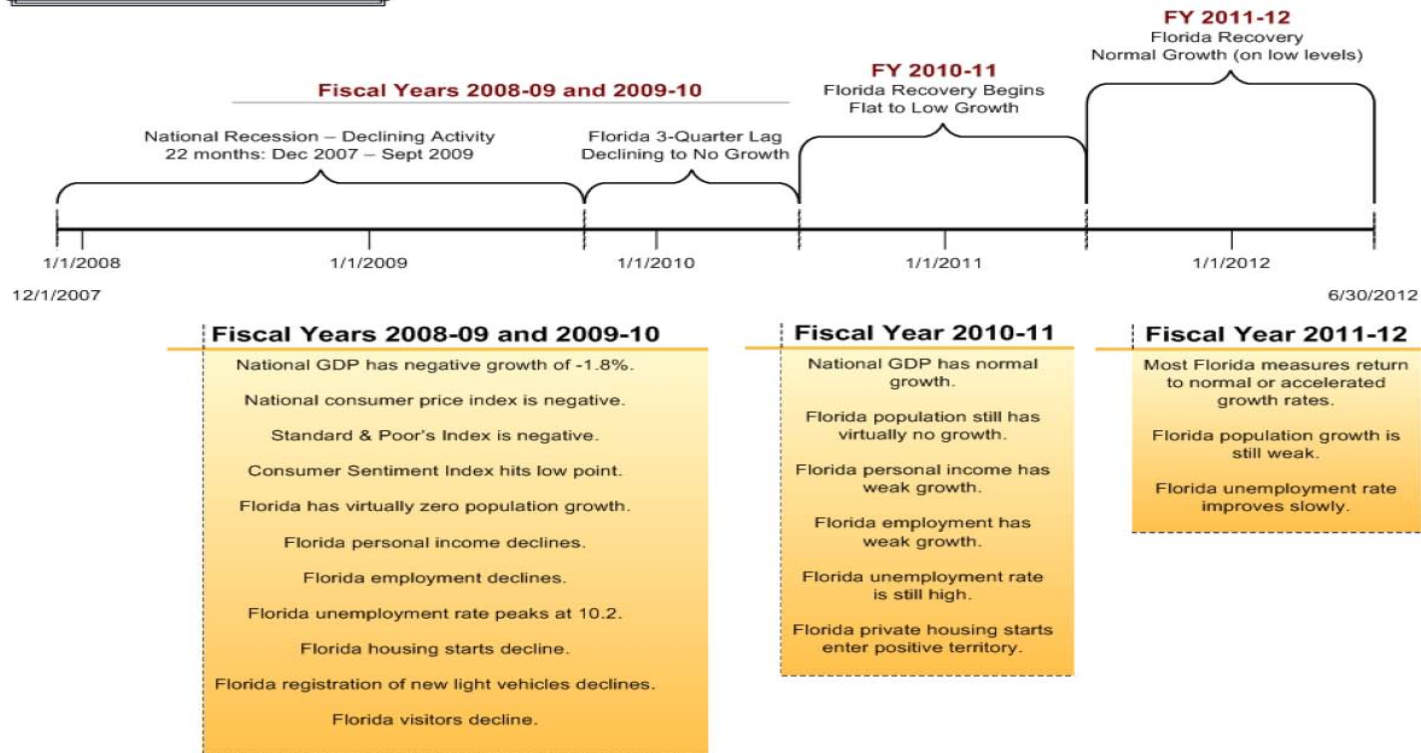 FY 2011-12
Florida Recovery
Normal Growth (on low levels)
FY 2010-11
Florida Recovery Begins
Flat to Low Growth
Fiscal Years 2008-09 and 2009-10
National Recession – Declining Activity
22 months: Dec 2007 – Sept 2009
Florida 3-Quarter Lag
Declining to No Growth
1/1/2008
1/1/2009
1/1/2010
1/1/2011
1/1/2012
12/1/2007
6/30/2012
Fiscal Years 2008-09 and 2009-10
National GDP has negative growth of -1.8%.
National consumer price index is negative.
Standard & Poor's Index is negative.
Consumer Sentiment Index hits low point.
Florida has virtually zero population growth.
Florida personal income declines.
Florida employment declines.
Florida unemployment rate peaks at 10.2.
Florida housing starts decline.
Florida registration of new light vehicles declines.
Florida visitors decline.
Fiscal Year 2010-11
National GDP has normal
growth.
Florida population still has
virtually no growth.
Florida personal income has
weak growth.
Florida employment has
weak growth.
Florida unemployment rate
is still high.
Florida private housing starts
enter positive territory.
Fiscal Year 2011-12
Most Florida measures return
to normal or accelerated
growth rates.
Florida population growth is
still weak.
Florida unemployment rate
improves slowly.